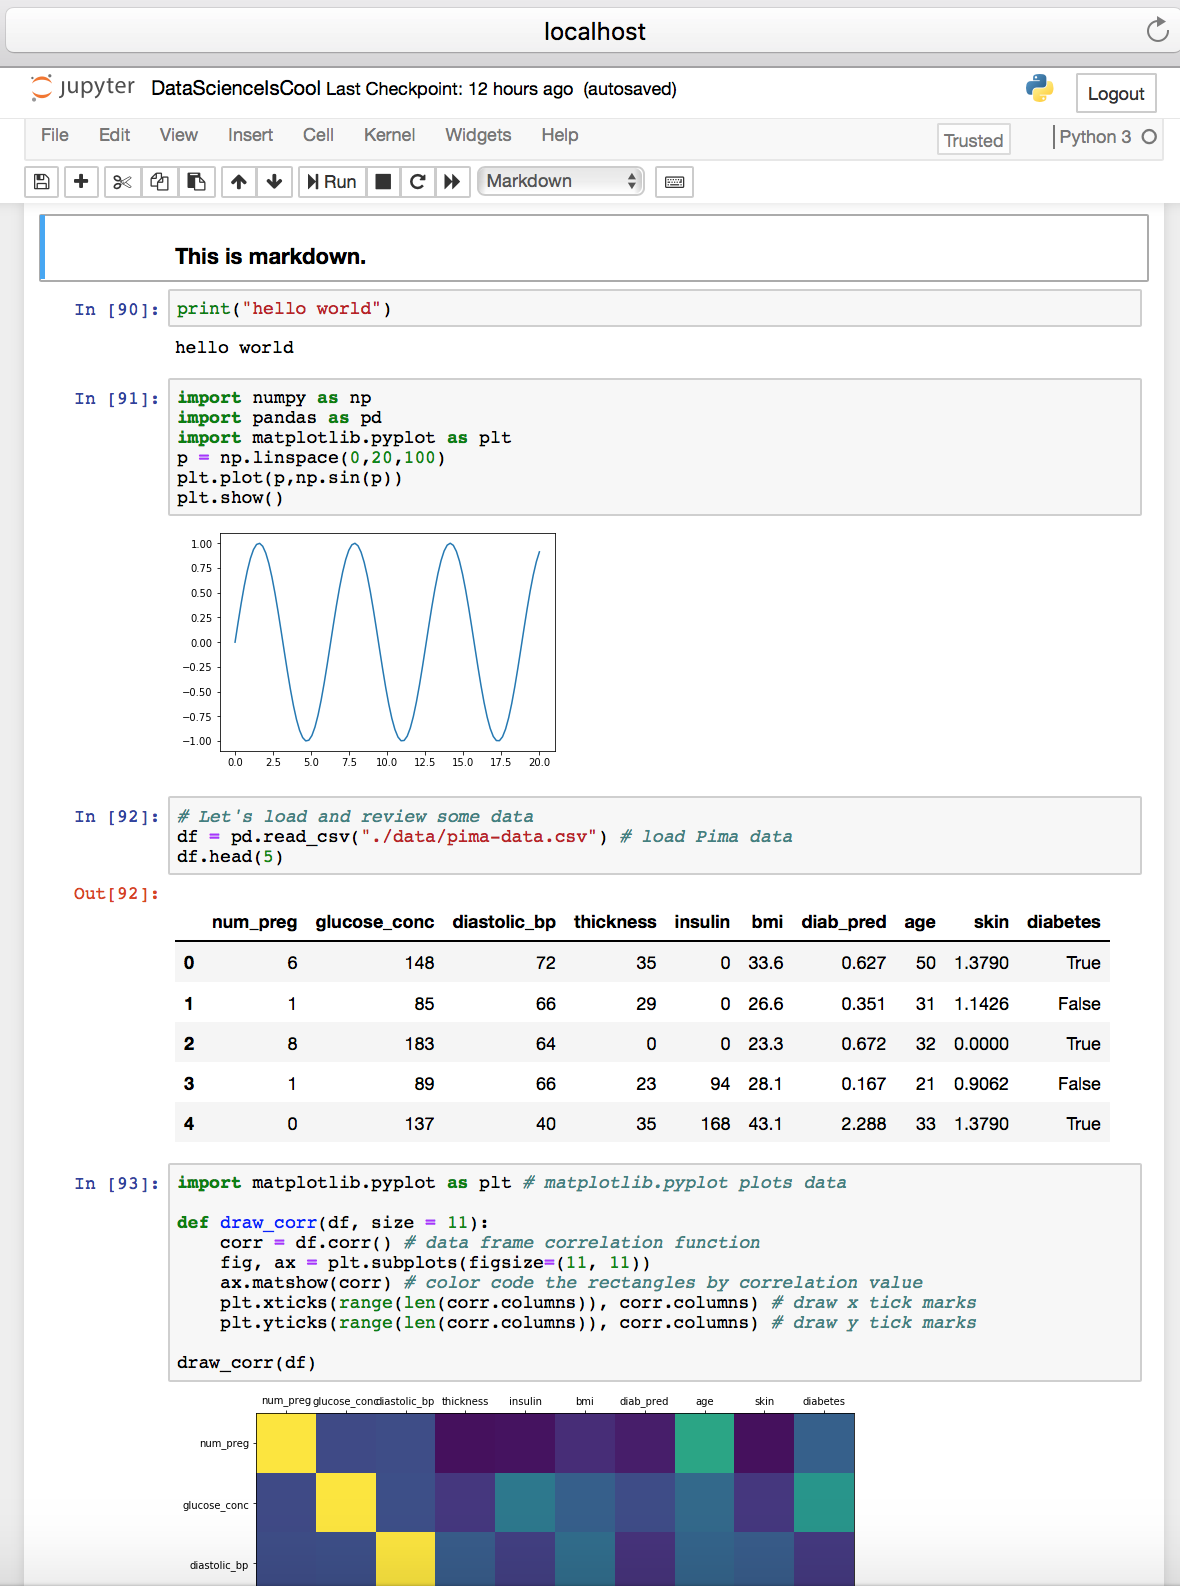 localhost
jupyter DataScienceIsCool Last Checkpoint: 12 hours ago (autosaved) Logout
File Edit View Insert Cell Kernel Widgets Help Trusted Python 3
Run Markdown
This is markdown.
In [90]: print("hello world")
hello world
In [91]: import numpy as np
import pandas as pd
import matplotlib.pyplot as plt
p = np.linspace(0,20,100)
plt.plot(p,np.sin(p))
plt.show()
1.00
0.75
0.50
0.25
0.00
−0.25
−0.50
−0.75
−1.00
0.0 2.5 5.0 7.5 10.0 12.5 15.0 17.5 20.0
In [92]: # Let's load and review some data
df = pd.read_csv("./data/pima-data.csv") # load Pima data
df.head(5)
Out[92]:
num_preg glucose_conc diastolic_bp thickness insulin bmi diab_pred age skin diabetes
0 6 148 72 35 0 33.6 0.627 50 1.3790 True
1 1 85 66 29 0 26.6 0.351 31 1.1426 False
2 8 183 64 0 0 23.3 0.672 32 0.0000 True
3 1 89 66 23 94 28.1 0.167 21 0.9062 False
4 0 137 40 35 168 43.1 2.288 33 1.3790 True
In [93]: import matplotlib.pyplot as plt # matplotlib.pyplot plots data
def draw_corr(df, size = 11):
corr = df.corr() # data frame correlation function
fig, ax = plt.subplots(figsize=(11, 11))
ax.matshow(corr) # color code the rectangles by correlation value
plt.xticks(range(len(corr.columns)), corr.columns) # draw x tick marks
plt.yticks(range(len(corr.columns)), corr.columns) # draw y tick marks
draw_corr(df)
num_preg glucose_conc diastolic_bp thickness insulin bmi diab_pred age skin diabetes
num_preg
glucose_conc
diastolic_bp